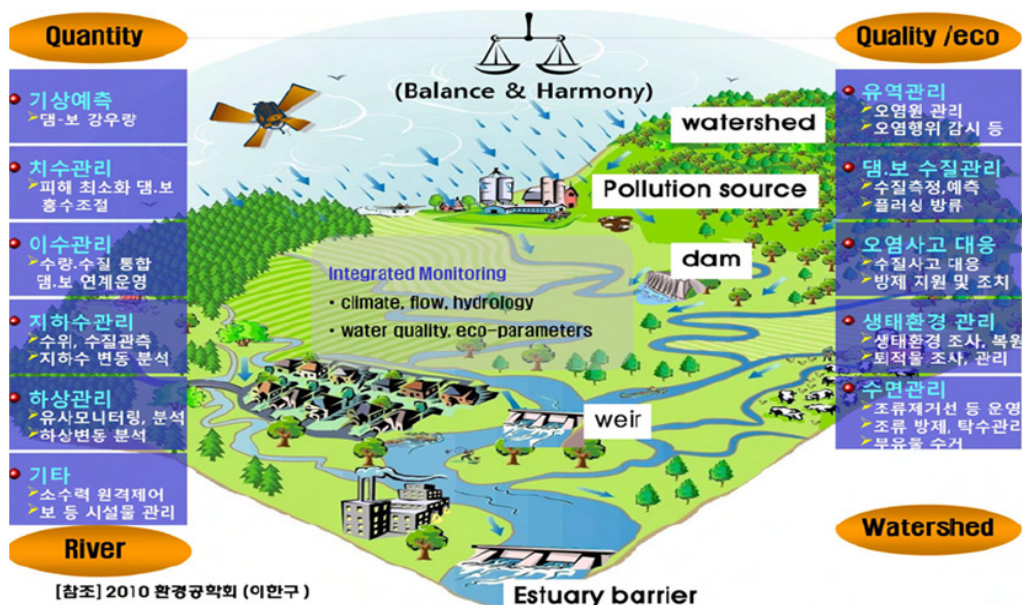 Quantity
기상예측
댐-보 강우량
치수관리
피해 최소화 댐.보
홍수조절
이수관리
수량.수질 통합
댐.보 연계운영
지하수관리
수위, 수질관측
지하수 변동 분석
하상관리
유사모니터링, 분석
하상변동 분석
기타
소수력 원격제어
보 등 시설물 관리
River
[참조] 2010 환경공학회 (이한구)
(Balance & Harmony)
watershed
Pollution source
dam
Integrated Monitoring
• climate, flow, hydrology
• water quality, eco-parameters
weir
Estuary barrier
Quality /eco
유역관리
오염원 관리
오염행위 감시 등
댐.보 수질관리
수질측정,예측
플러싱 방류
오염사고 대응
수질사고 대응
방제 지원 및 조치
생태환경 관리
생태환경 조사, 복원
퇴적물 조사, 관리
수면관리
조류제거선 등 운영
조류 방제, 탁수관리
부유물 수거
Watershed